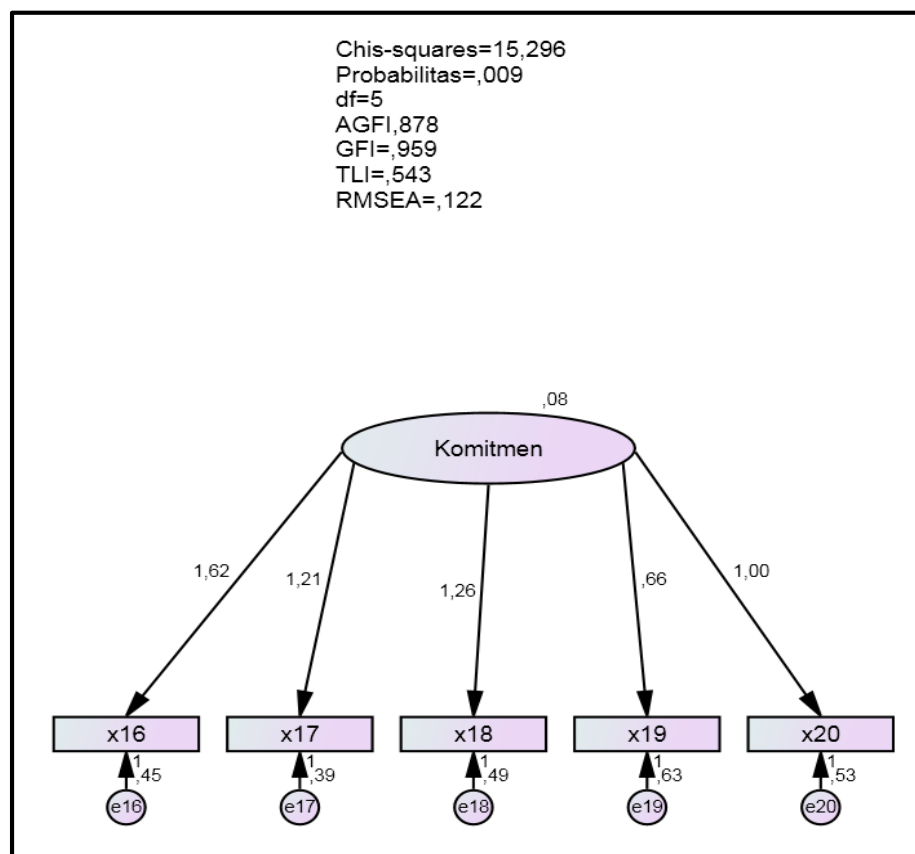 Chis-squares=15,296
Probabilitas=,009
df=5
AGFI,878
GFI=,959
TLI=,543
RMSEA=,122
,08
Komitmen
1,62
1,21
1,26
,66
1,00
x16
x17
x18
x19
x20
1
,45
1
,39
1
,49
1
,63
1
,53
e16
e17
e18
e19
e20